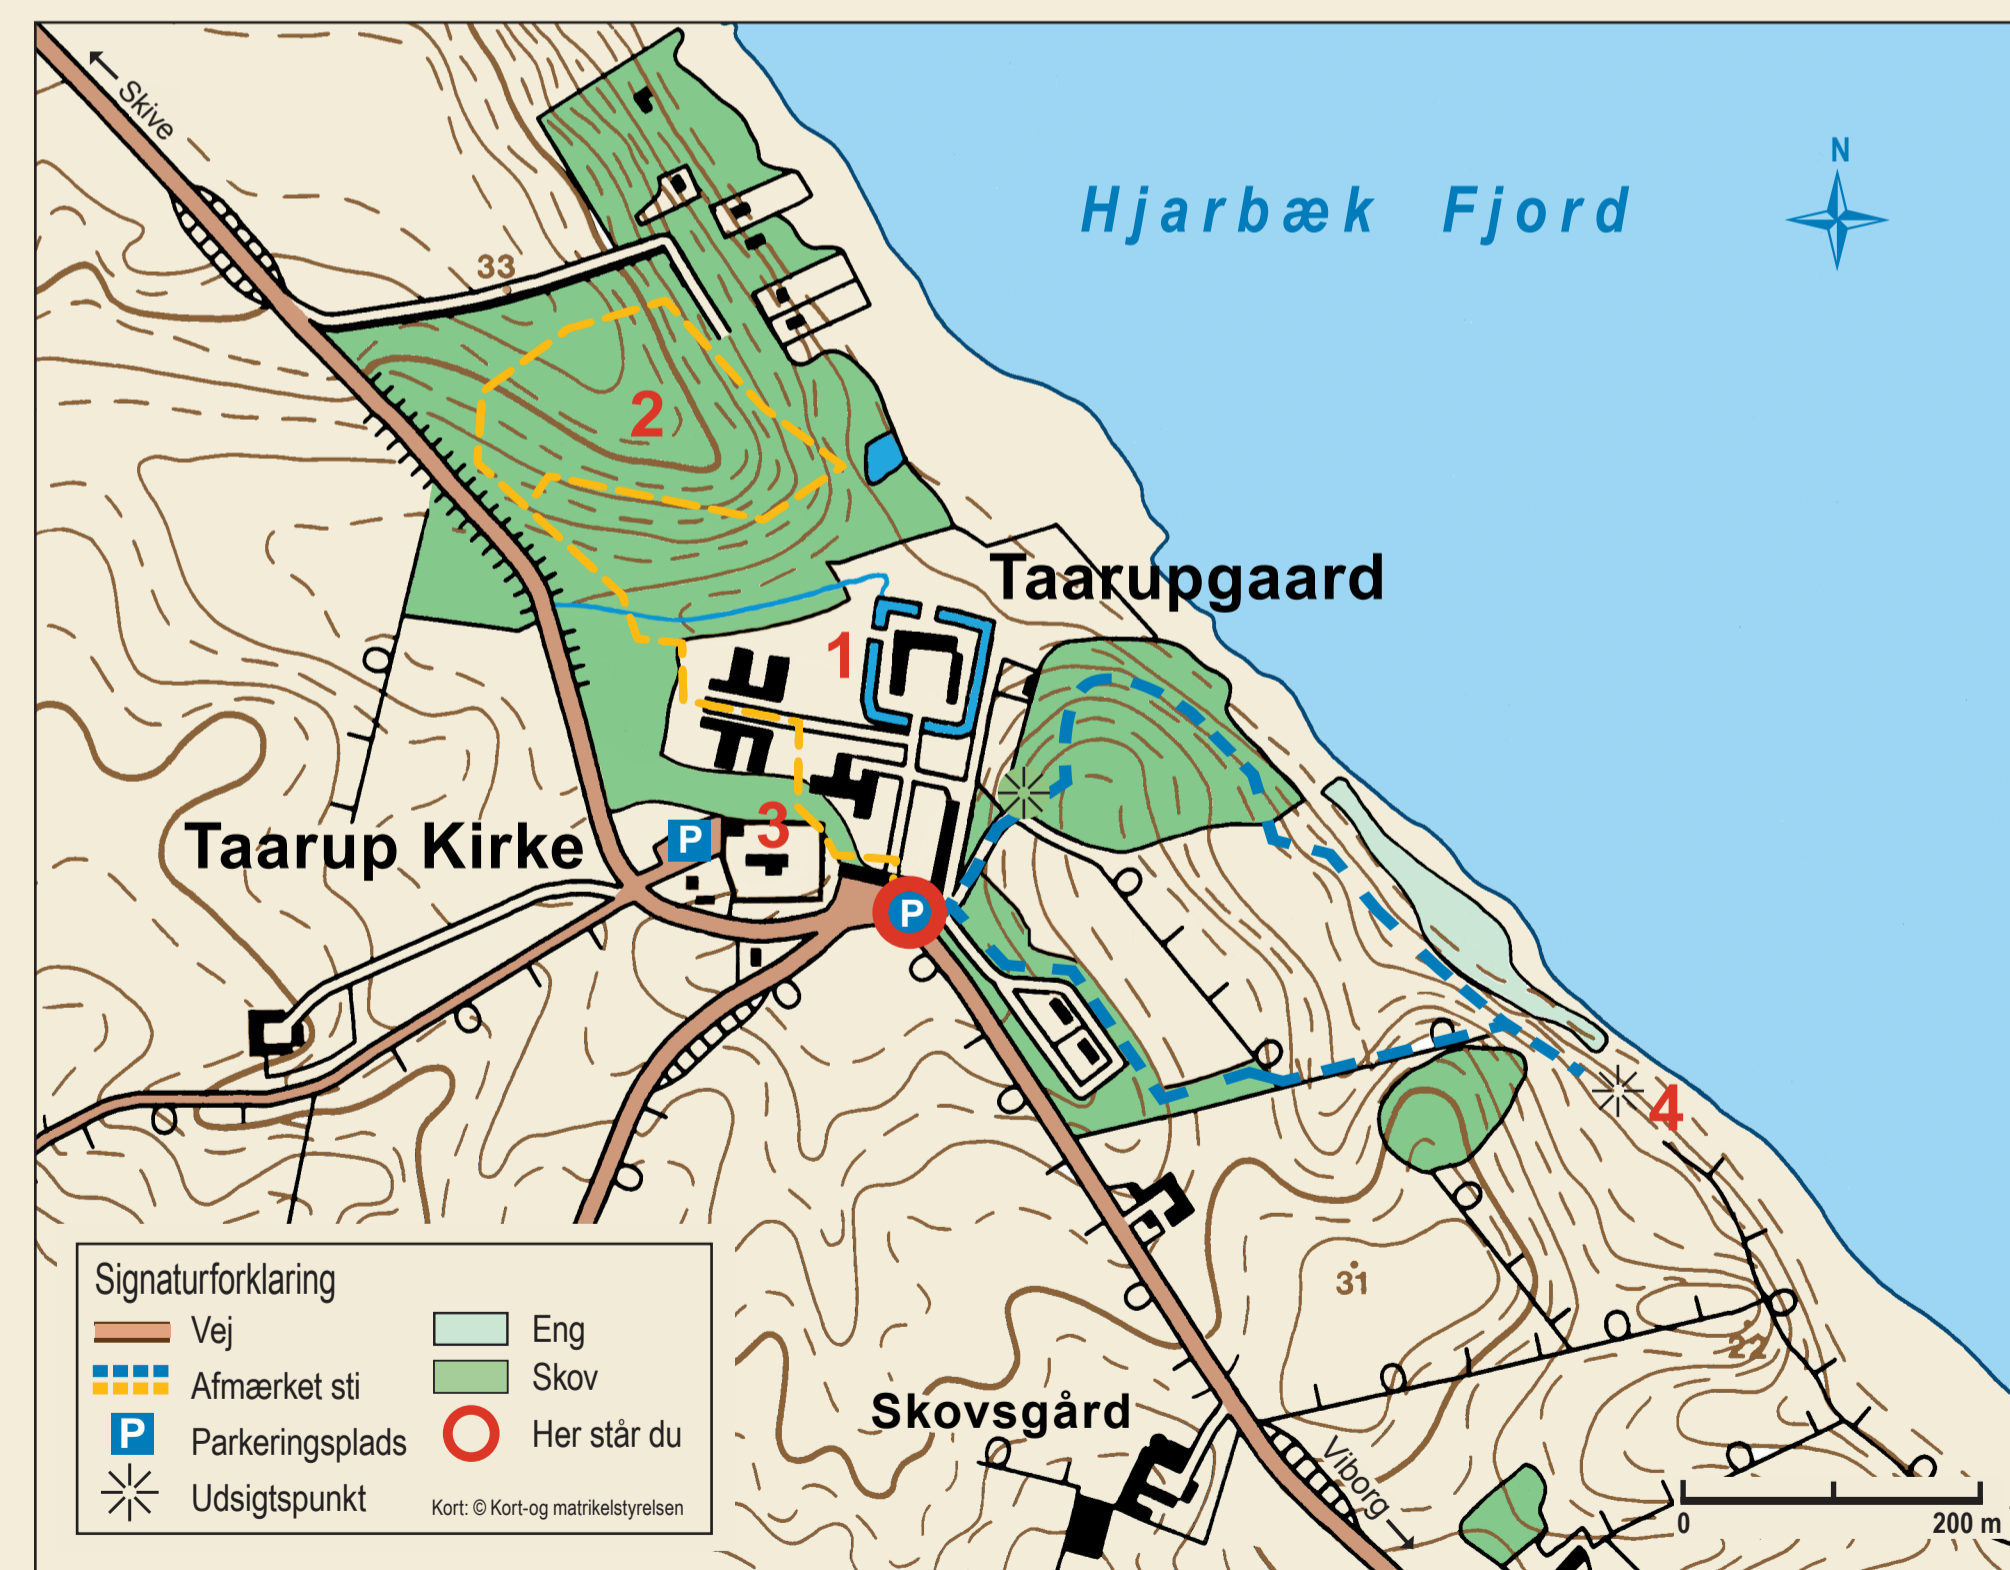 Skive
33
Hjarbæk Fjord
N
2
Taarupgaard
1
Taarup Kirke
P
3
P
4
31
22
Skovsgård
Viborg
0 200 m
Signaturforklaring
Vej
Afmærket sti
P Parkeringsplads
Udsigtspunkt
Eng
Skov
Her står du
Kort: © Kort-og matrikelstyrelsen